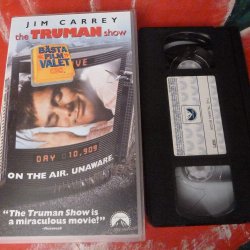 JIM CARREY
the TRUMAN show
BÄSTA
FILM
VALET
LIVE
DAY 10,909
ON THE AIR. UNAWARE.
"The Truman Show is
a miraculous movie!"